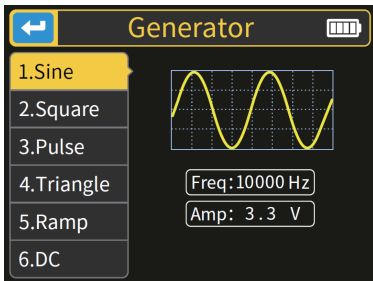 Generator
1.Sine
2.Square
3.Pulse
4.Triangle
5.Ramp
6.DC
Freq:10000 Hz
Amp: 3.3 V